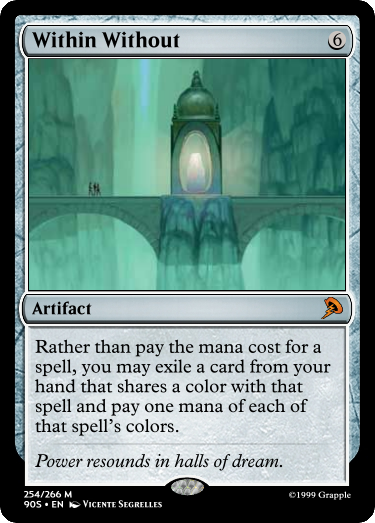 Within Without
6
Artifact
Rather than pay the mana cost for a
spell, you may exile a card from your
hand that shares a color with that
spell and pay one mana of each of
that spell's colors.
Power resounds in halls of dream.
254/266 M
90S • EN VICENTE SEGRELLES
©1999 Grapple